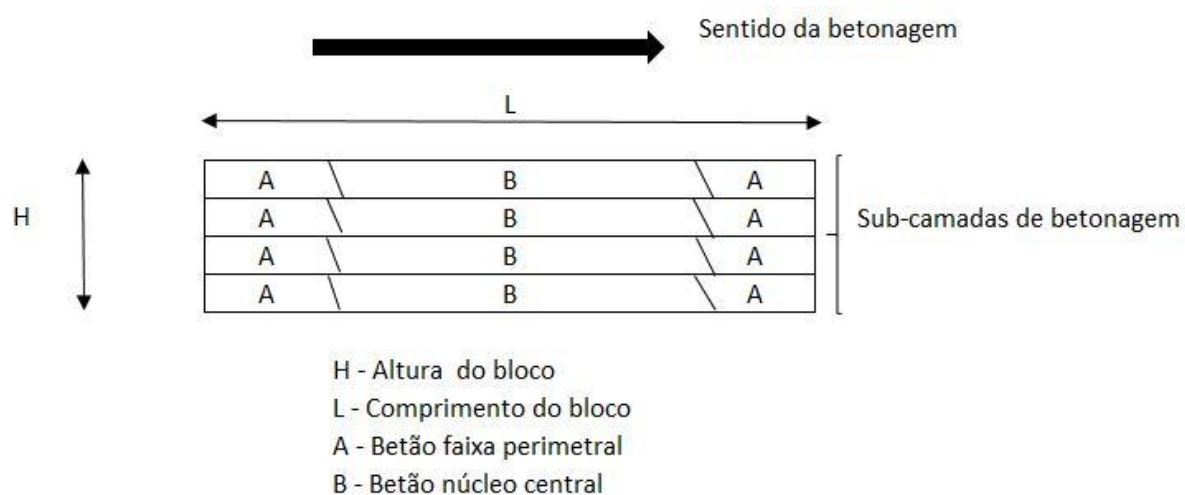 Sentido da betonagem
L
H
A B A
A B A
A B A
A B A
Sub-camadas de betonagem
H - Altura do bloco
L - Comprimento do bloco
A - Betão faixa perimetral
B - Betão núcleo central